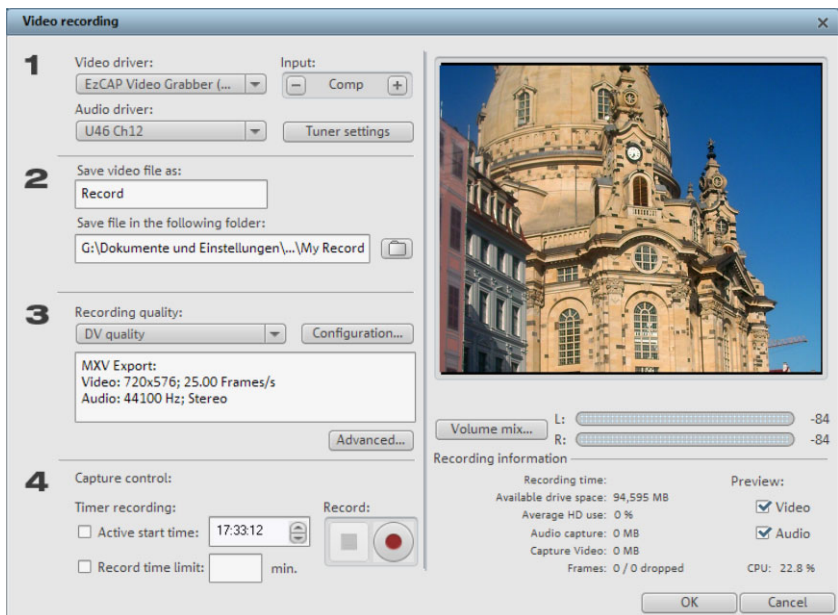 Video recording
1
Video driver:
Input:
EzCAP Video Grabber (...
Comp
Audio driver:
U46 Ch12
Tuner settings
2
Save video file as:
Record
Save file in the following folder:
G:\Dokumente und Einstellungen\...\My Record
3
Recording quality:
DV quality
Configuration...
MXV Export:
Video: 720x576; 25.00 Frames/s
Audio: 44100 Hz; Stereo
Advanced...
4
Capture control:
Timer recording:
Record:
Active start time:
17:33:12
Record time limit:
min.
Volume mix...
L:
-84
R:
-84
Recording information
Recording time:
Available drive space: 94,595 MB
Average HD use: 0 %
Audio capture: 0 MB
Capture Video: 0 MB
Frames: 0 / 0 dropped
Preview:
Video
Audio
CPU: 22.8 %
OK
Cancel